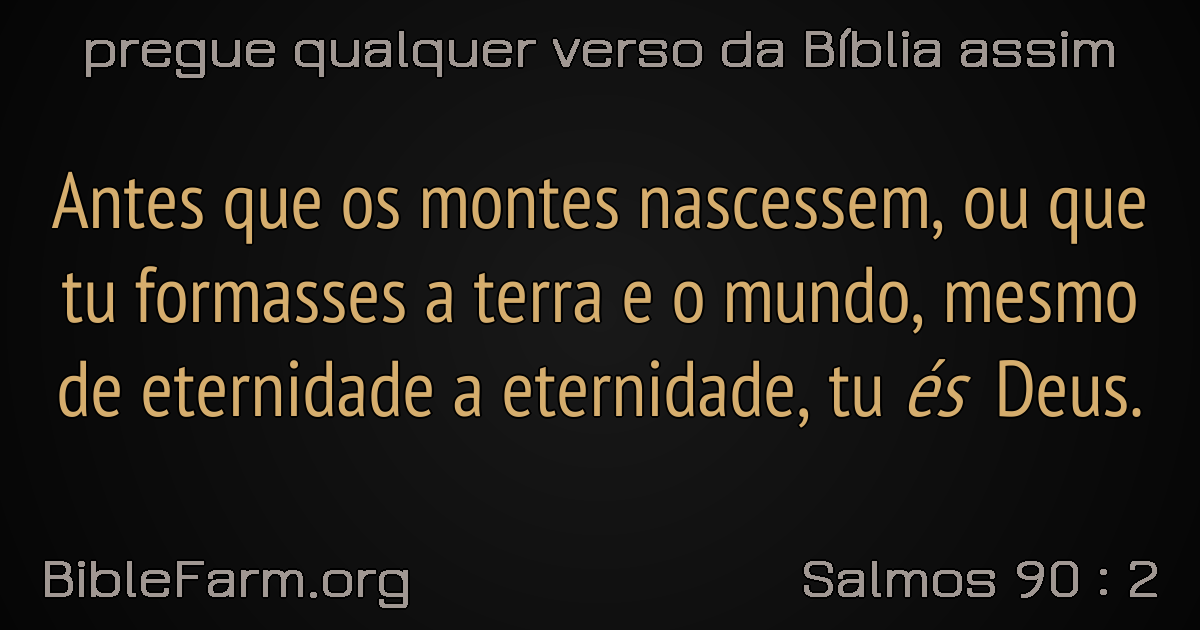 pregue qualquer verso da Bíblia assim
Antes que os montes nascessem, ou que
tu formasses a terra e o mundo, mesmo
de eternidade a eternidade, tu és Deus.
BibleFarm.org
Salmos 90 : 2